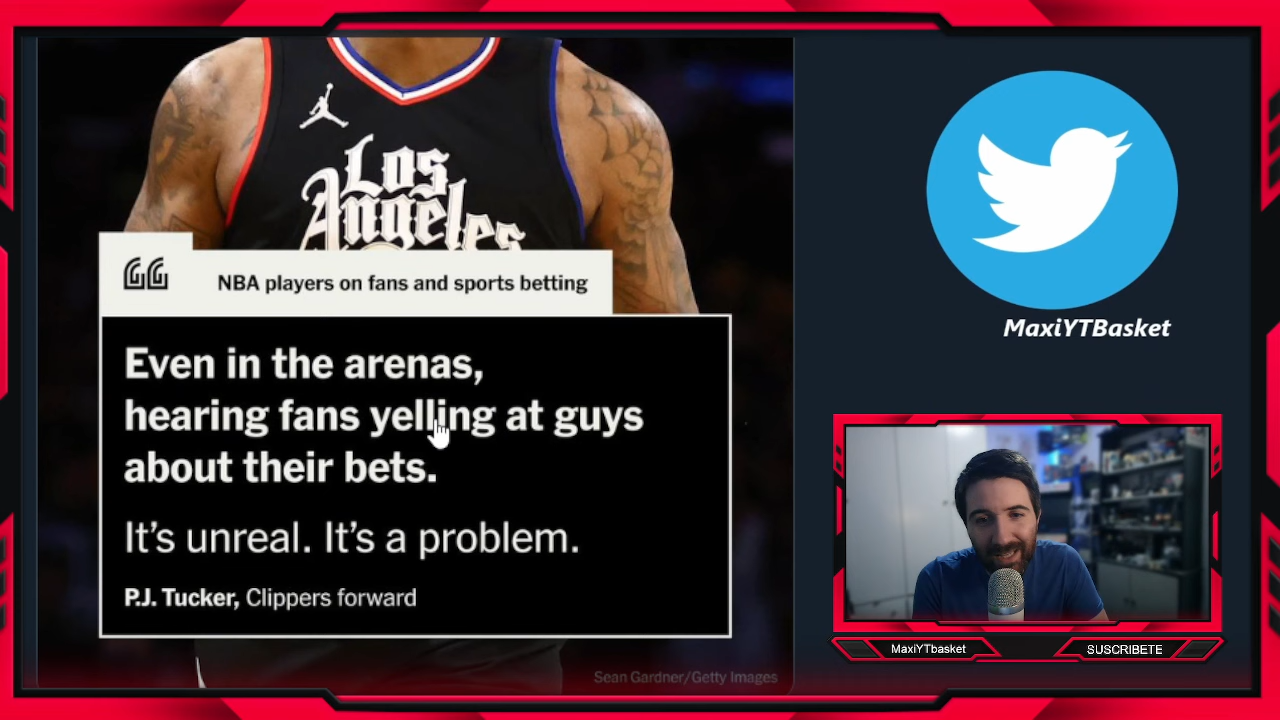 Los
Angeles
NBA players on fans and sports betting
Even in the arenas,
hearing fans yelling at guys
about their bets.
It's unreal. It's a problem.
P.J. Tucker, Clippers forward
Sean Gardner/Getty Images
MaxiYTBasket
MaxiYTbasket
SUSCRIBETE